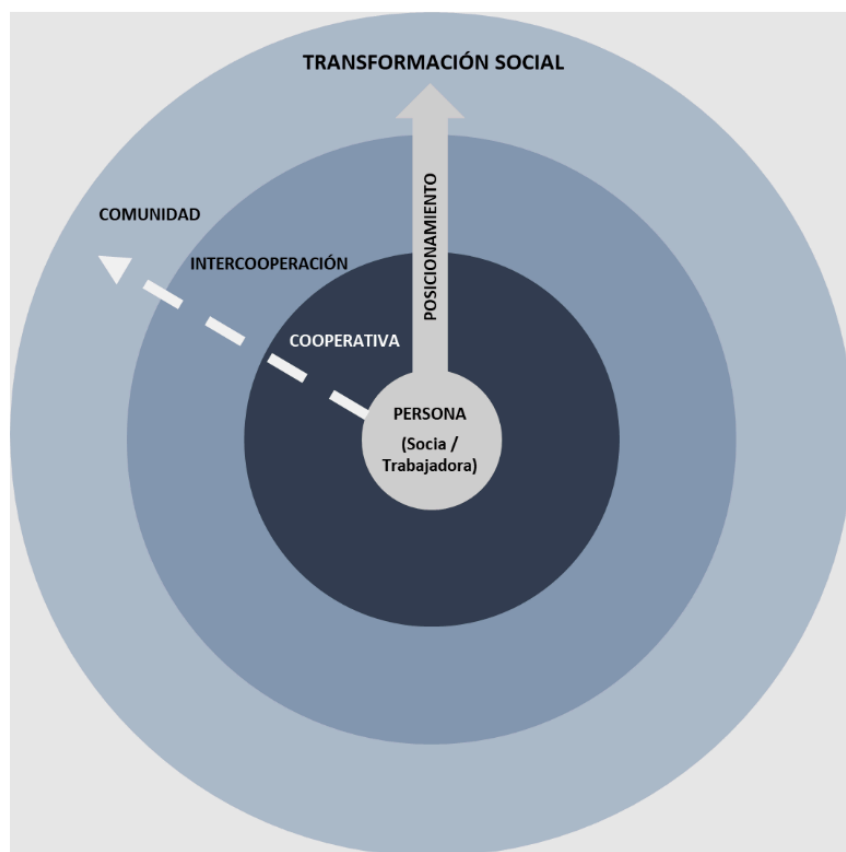 TRANSFORMACIÓN SOCIAL
POSICIONAMIENTO
COMUNIDAD
INTERCOOPERACIÓN
COOPERATIVA
PERSONA
(Socia /
Trabajadora)